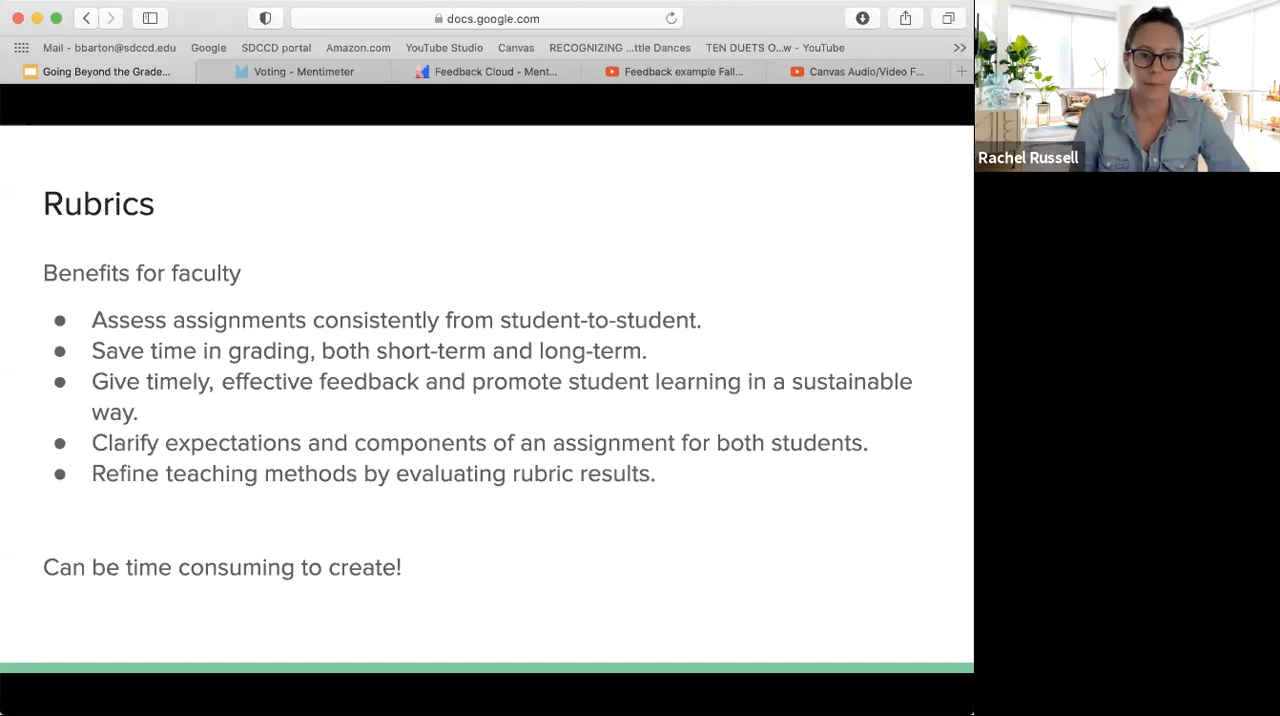 docs.google.com
Mail - bbarton@sdccd.edu Google SDCCD portal Amazon.com YouTube Studio Canvas RECOGNIZING ...ttle Dances TEN DUETS O...w - YouTube >>
Going Beyond the Grade... Voting - Mentimeter Feedback Cloud - Ment... Feedback example Fall... Canvas Audio/Video F...
Rachel Russell
Rubrics
Benefits for faculty
● Assess assignments consistently from student-to-student.
● Save time in grading, both short-term and long-term.
● Give timely, effective feedback and promote student learning in a sustainable
way.
● Clarify expectations and components of an assignment for both students.
● Refine teaching methods by evaluating rubric results.
Can be time consuming to create!